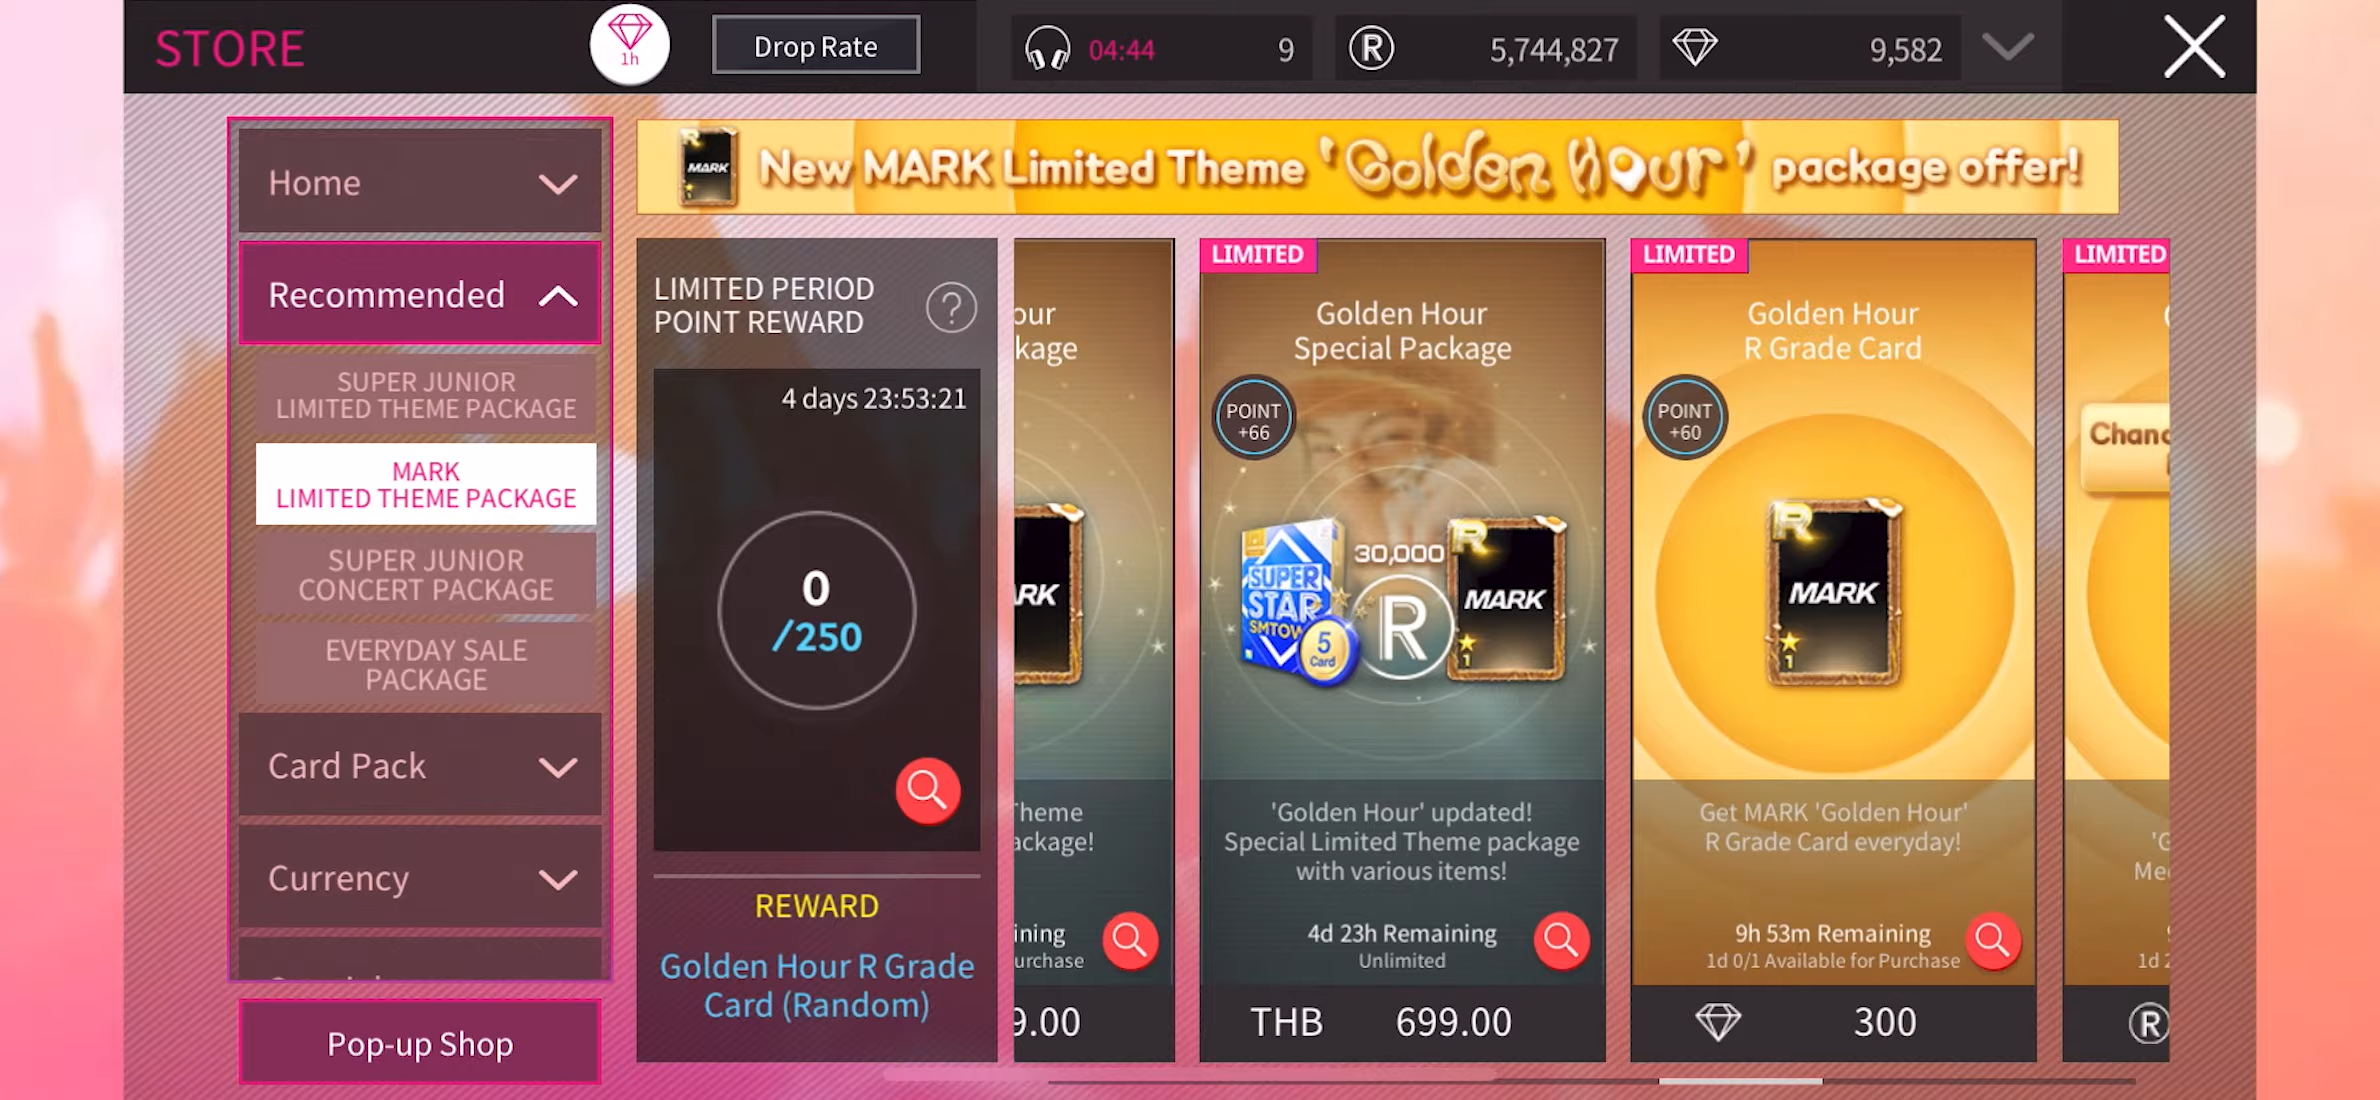 STORE
1h
Drop Rate
04:44
9
R
5,744,827
9,582
Home
Recommended
SUPER JUNIOR
LIMITED THEME PACKAGE
MARK
LIMITED THEME PACKAGE
SUPER JUNIOR
CONCERT PACKAGE
EVERYDAY SALE
PACKAGE
Card Pack
Currency
Pop-up Shop
R
MARK
New MARK Limited Theme 'Golden Hour' package offer!
LIMITED PERIOD
POINT REWARD
?
4 days 23:53:21
0
/250
REWARD
Golden Hour R Grade
Card (Random)
our
kage
RK
Theme
ackage!
ining
urchase
9.00
LIMITED
Golden Hour
Special Package
POINT
+66
SUPER
STAR
SMTOW
5
Card
30,000
R
R
MARK
1
'Golden Hour' updated!
Special Limited Theme package
with various items!
4d 23h Remaining
Unlimited
THB 699.00
LIMITED
Golden Hour
R Grade Card
POINT
+60
R
MARK
1
Get MARK 'Golden Hour'
R Grade Card everyday!
9h 53m Remaining
1d 0/1 Available for Purchase
300
LIMITED
Chanc
'G
Me
1d
R